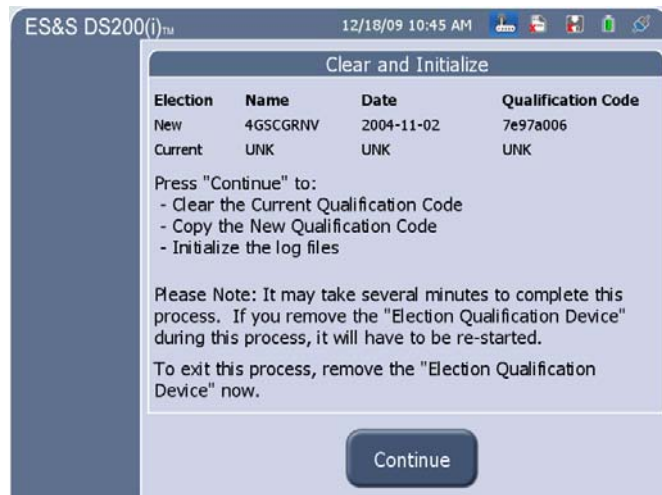 ES&S DS200(i)TM 12/18/09 10:45 AM
Clear and Initialize
Election Name Date Qualification Code
New 4GSCGRNV 2004-11-02 7e97a006
Current UNK UNK UNK
Press "Continue" to:
- Clear the Current Qualification Code
- Copy the New Qualification Code
- Initialize the log files
Please Note: It may take several minutes to complete this
process. If you remove the "Election Qualification Device"
during this process, it will have to be re-started.
To exit this process, remove the "Election Qualification
Device" now.
Continue